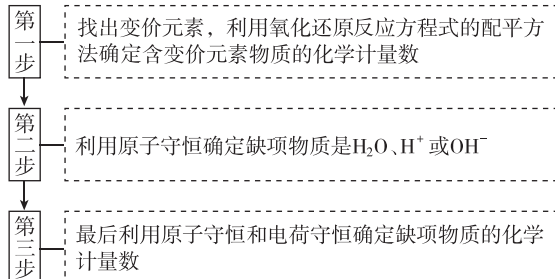 第一步
找出变价元素，利用氧化还原反应方程式的配平方
法确定含变价元素物质的化学计量数
第二步
利用原子守恒确定缺项物质是H₂O、H⁺或OH⁻
第三步
最后利用原子守恒和电荷守恒确定缺项物质的化学
计量数